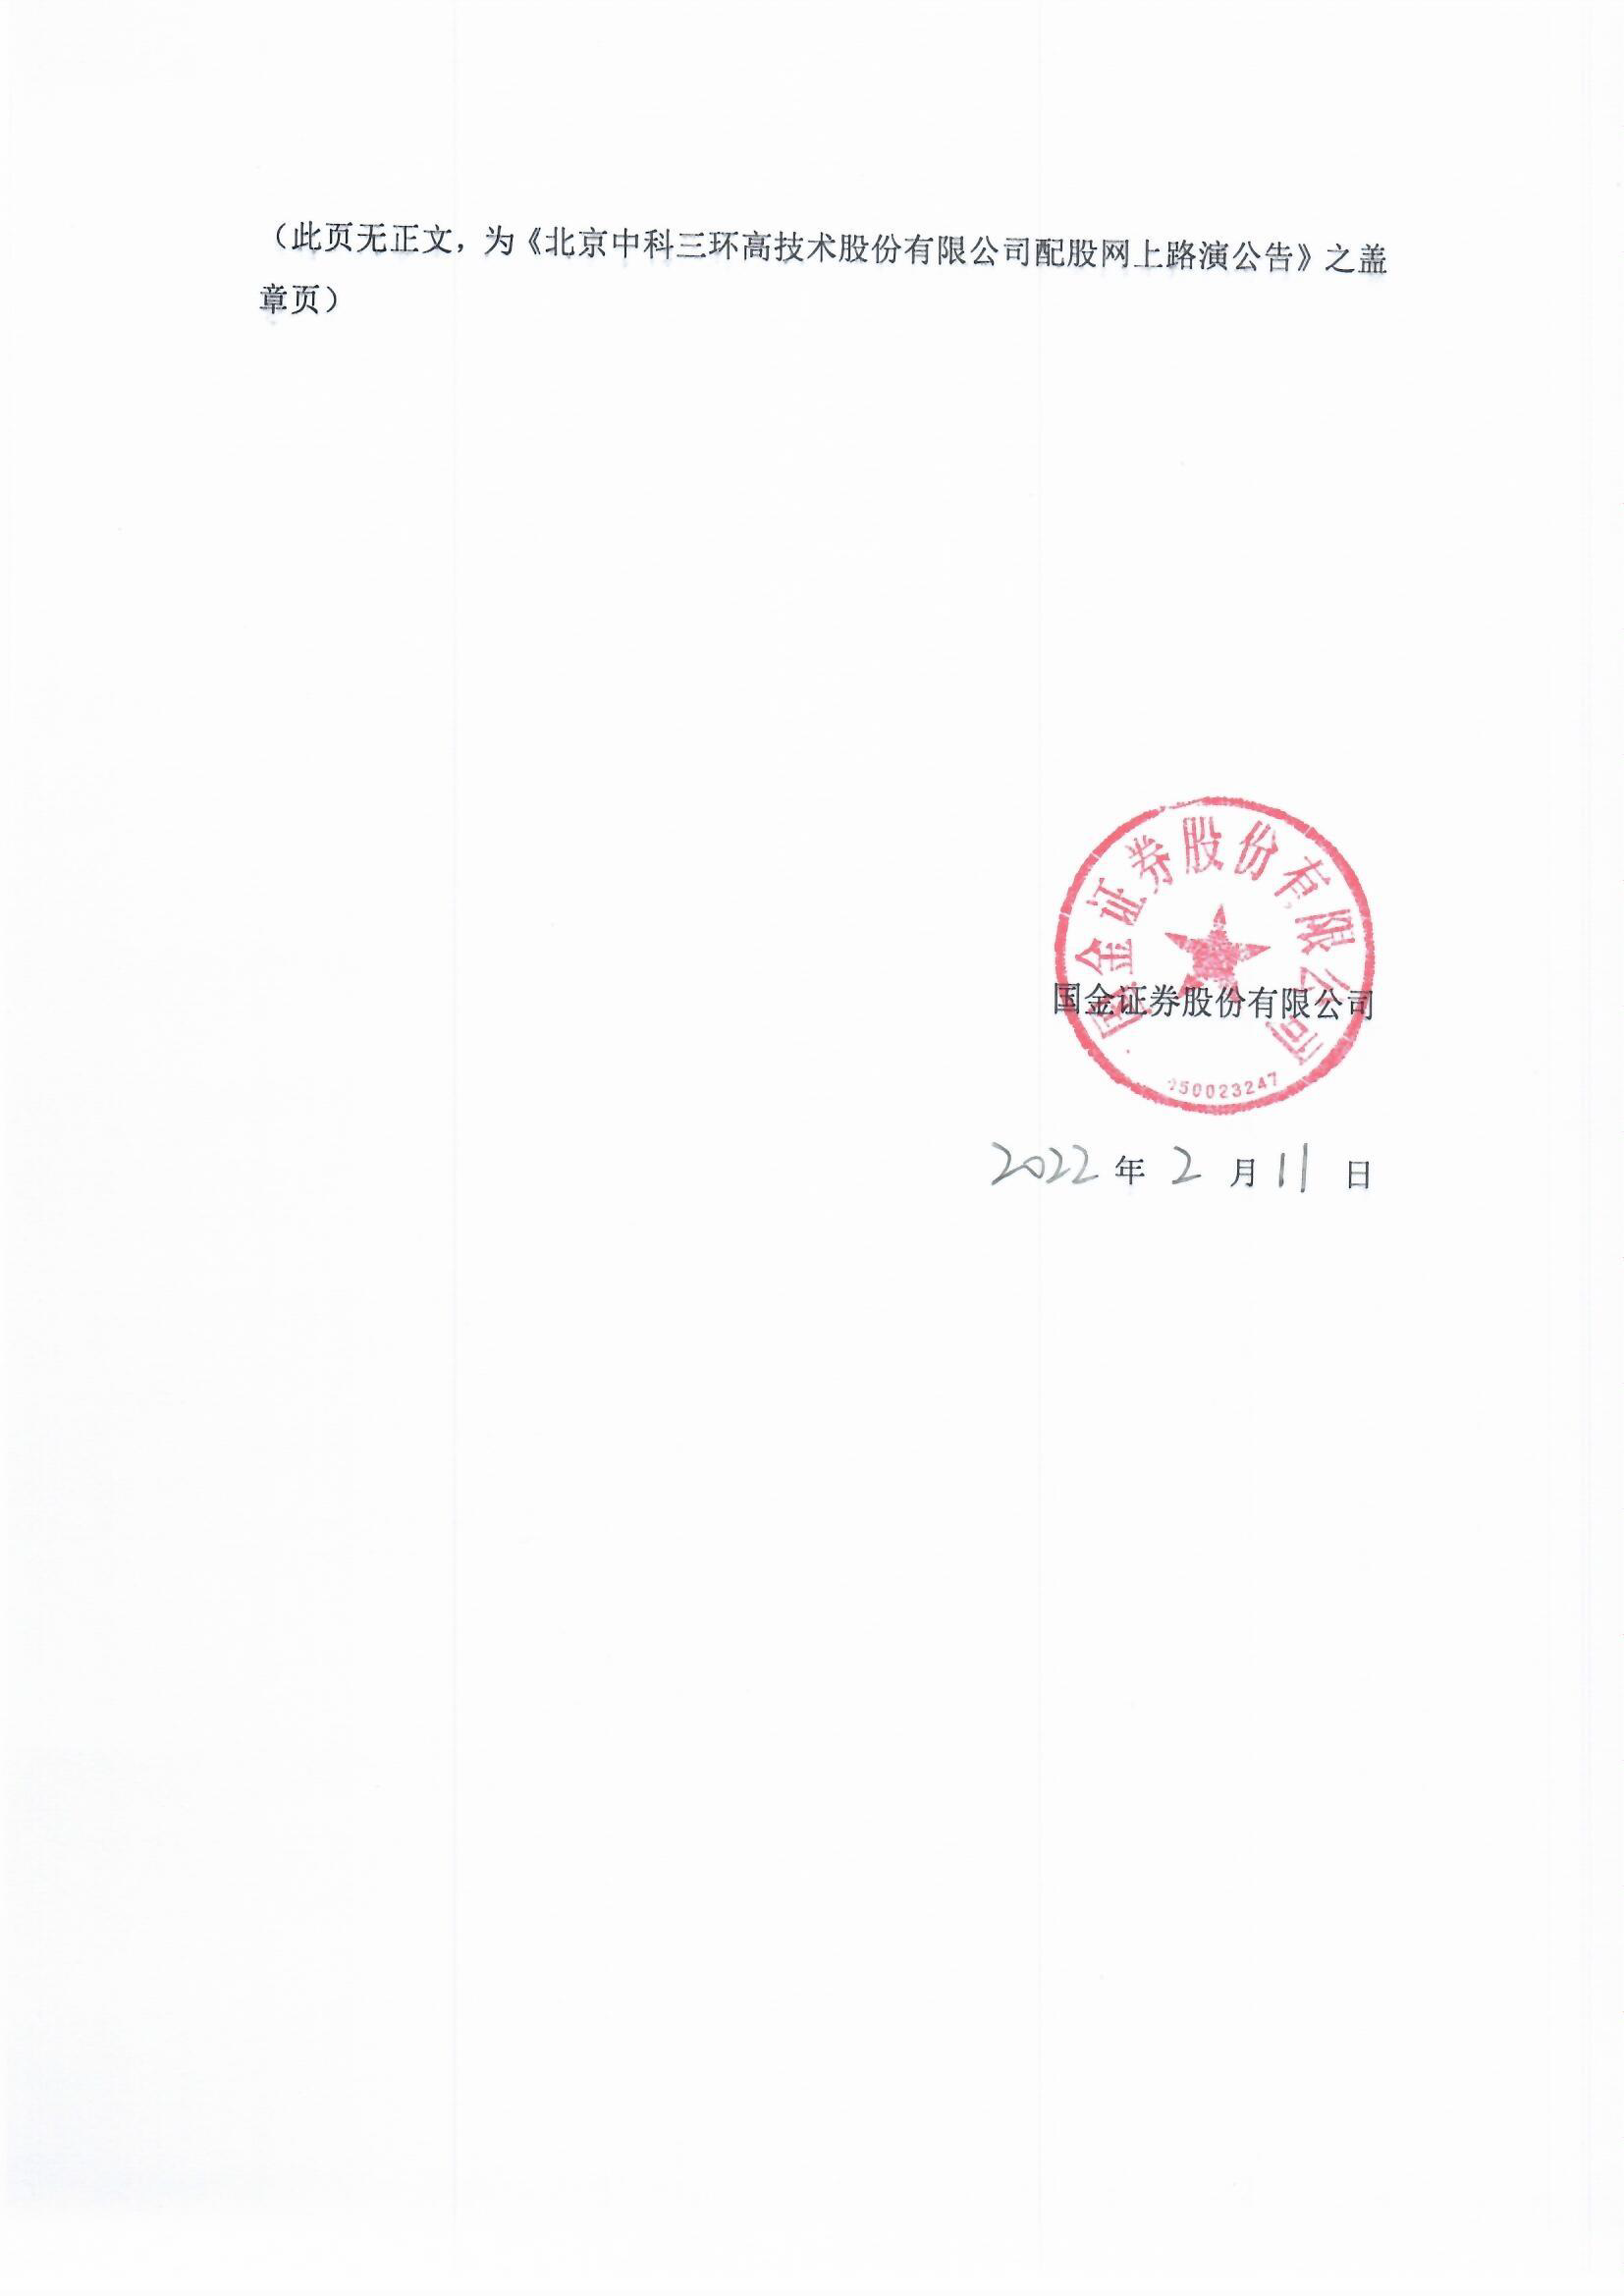 （此页无正文，为《北京中科三环高技术股份有限公司配股网上路演公告》之盖
章页）
国金证券股份有限公司
国金证券股份有限公司
50023247
2022 年 2 月 11 日